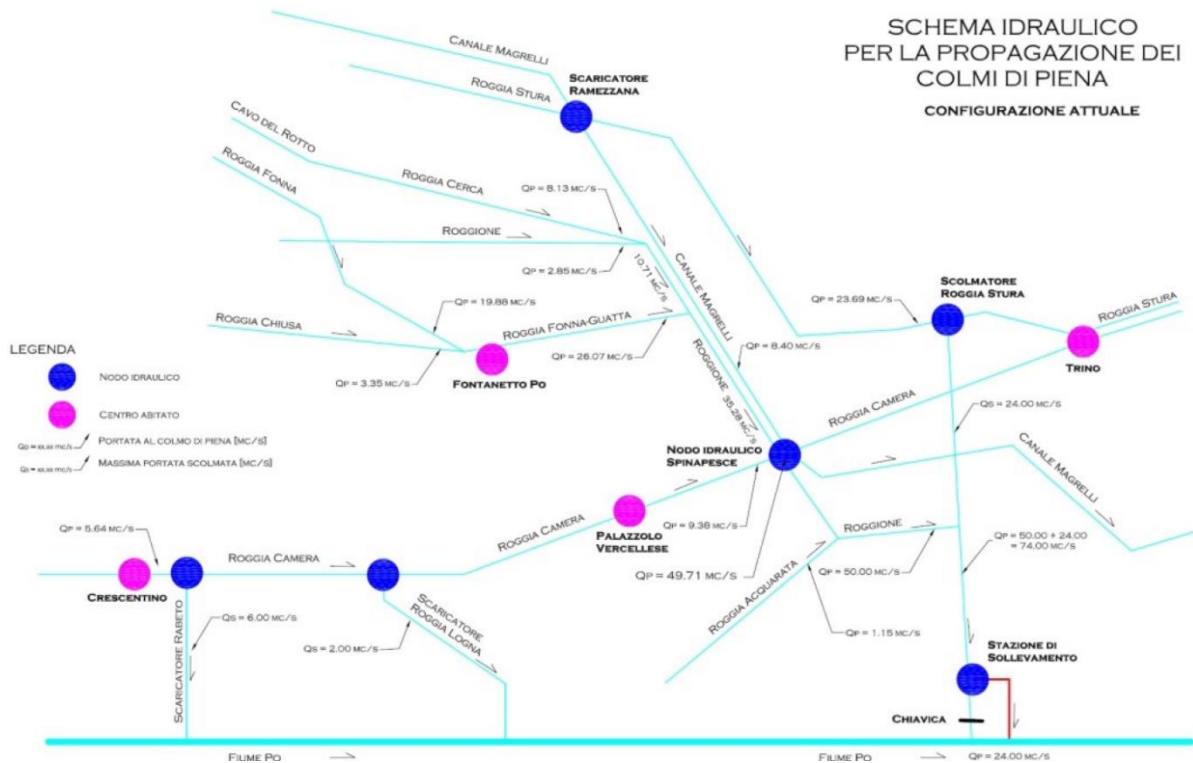 SCHEMA IDRAULICO
PER LA PROPAGAZIONE DEI
COLMI DI PIENA
CONFIGURAZIONE ATTUALE
CANALE MAGRELLI
ROGGIA STURA
SCARICATORE
RAMEZZANA
CAVO DEL ROTTO
ROGGIA FONNA
ROGGIA CERCA
QP = 8.13 MC/S
ROGGIONE
QP = 2.85 MC/S
10.71 MC/S
CANALE MAGRELLI
QP = 19.88 MC/S
ROGGIA CHIUSA
ROGGIA FONNA-GUATTA
QP = 26.07 MC/S
QP = 3.35 MC/S
FONTANETTO PO
ROGGIONE 35.28 MC/S
QP = 8.40 MC/S
QP = 23.69 MC/S
SCOLMATORE
ROGGIA STURA
ROGGIA STURA
TRINO
ROGGIA CAMERA
QS = 24.00 MC/S
LEGENDA
NODO IDRAULICO
CENTRO ABITATO
QP = XX.XX MC/S
PORTATA AL COLMO DI PIENA [MC/S]
QS = XX.XX MC/S
MASSIMA PORTATA SCOLMATA [MC/S]
NODO IDRAULICO
SPINAPESCE
CANALE MAGRELLI
ROGGIA CAMERA
PALAZZOLO
VERCELLESE
QP = 9.38 MC/S
QP = 49.71 MC/S
ROGGIONE
QP = 50.00 MC/S
QP = 50.00 + 24.00
= 74.00 MC/S
ROGGIA ACQUARATA
QP = 1.15 MC/S
QP = 5.64 MC/S
CRESCENTINO
ROGGIA CAMERA
SCARICATORE RABETO
QS = 6.00 MC/S
SCARICATORE
ROGGIA LOGNA
QS = 2.00 MC/S
STAZIONE DI
SOLLEVAMENTO
CHIAVICA
FIUME PO
FIUME PO
QP = 24.00 MC/S